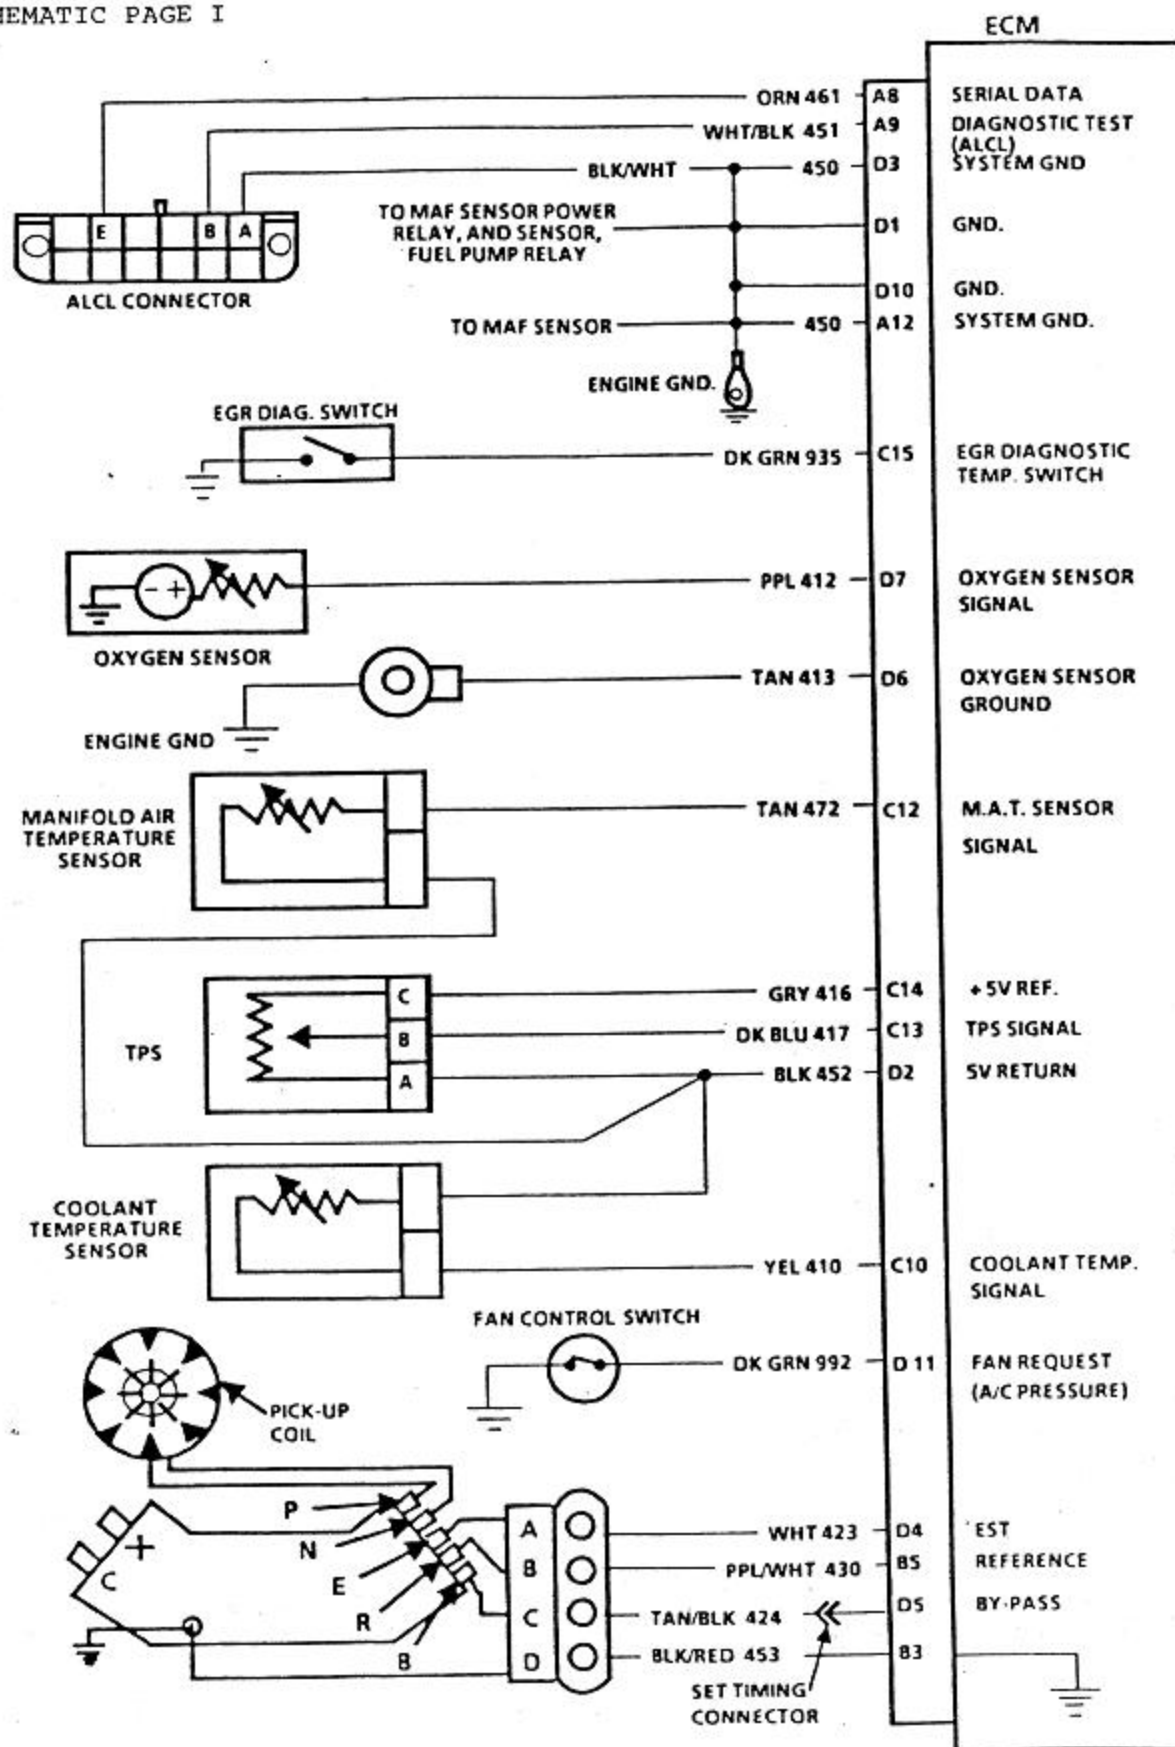 HEMATIC PAGE I
ECM
ORN 461 A8 SERIAL DATA
WHT/BLK 451 A9 DIAGNOSTIC TEST
(ALCL)
BLK/WHT 450 D3 SYSTEM GND
E B A
TO MAF SENSOR POWER
RELAY, AND SENSOR,
FUEL PUMP RELAY
D1 GND.
ALCL CONNECTOR
D10 GND.
TO MAF SENSOR 450 A12 SYSTEM GND.
ENGINE GND.
EGR DIAG. SWITCH
DK GRN 935 C15 EGR DIAGNOSTIC
TEMP. SWITCH
- +
PPL 412 D7 OXYGEN SENSOR
SIGNAL
OXYGEN SENSOR
TAN 413 D6 OXYGEN SENSOR
GROUND
ENGINE GND
MANIFOLD AIR
TEMPERATURE
SENSOR
TAN 472 C12 M.A.T. SENSOR
SIGNAL
TPS
C GRY 416 C14 + 5V REF.
B DK BLU 417 C13 TPS SIGNAL
A BLK 452 D2 5V RETURN
COOLANT
TEMPERATURE
SENSOR
YEL 410 C10 COOLANT TEMP.
SIGNAL
FAN CONTROL SWITCH
DK GRN 992 D 11 FAN REQUEST
(A/C PRESSURE)
PICK-UP
COIL
P
N
E
R
B
+
C
A WHT 423 D4 EST
B PPL/WHT 430 B5 REFERENCE
C TAN/BLK 424 D5 BY-PASS
D BLK/RED 453 B3
SET TIMING
CONNECTOR